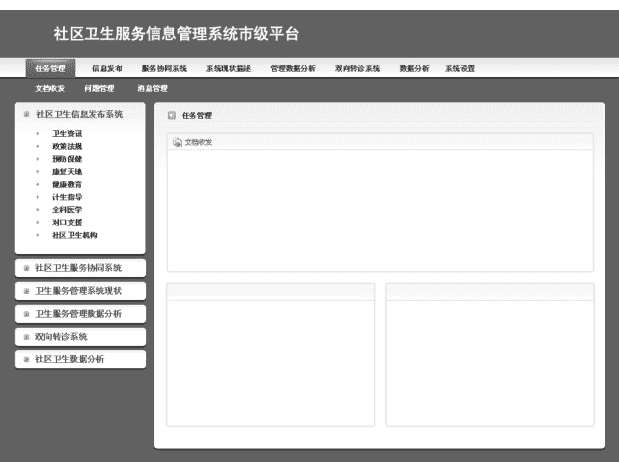 社区卫生服务信息管理系统市级平台
任务管理 信息发布 服务协同系统 系统现状描述 管理数据分析 双向转诊系统 数据分析 系统设置
文档收发 问题管理 消息管理
社区卫生信息发布系统
卫生资讯
政策法规
预防保健
康复天地
健康教育
计生指导
全科医学
对口支援
社区卫生机构
社区卫生服务协同系统
卫生服务管理系统现状
卫生服务管理数据分析
双向转诊系统
社区卫生数据分析
任务管理
文档收发